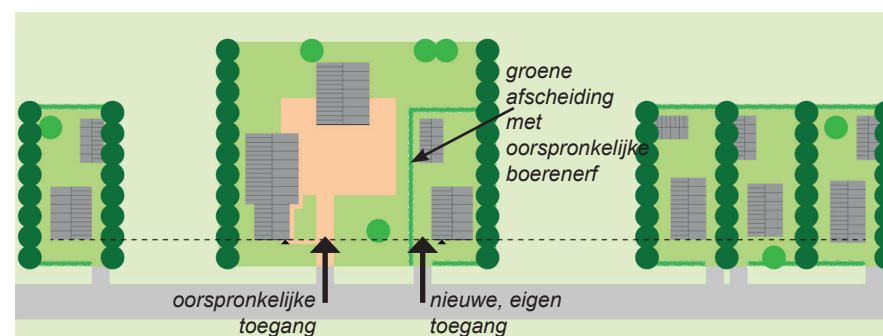 groene
afscheiding
met
oorspronkelijke
boerenerf
oorspronkelijke
toegang
nieuwe, eigen
toegang